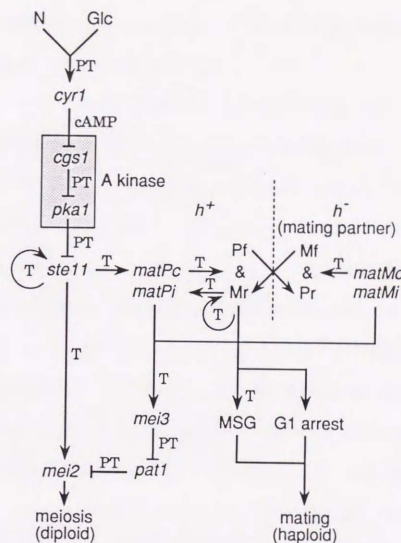 N Glc
PT
cyr1
cAMP
cgs1
PT A kinase
pka1
PT
h+ h-
(mating partner)
Pf Mf
T ste11 T matPc T & & T matMc
matPi T Mr Pr matMi
T
T T T
mei3 MSG G1 arrest
PT
mei2 PT pat1
meiosis mating
(diploid) (haploid)